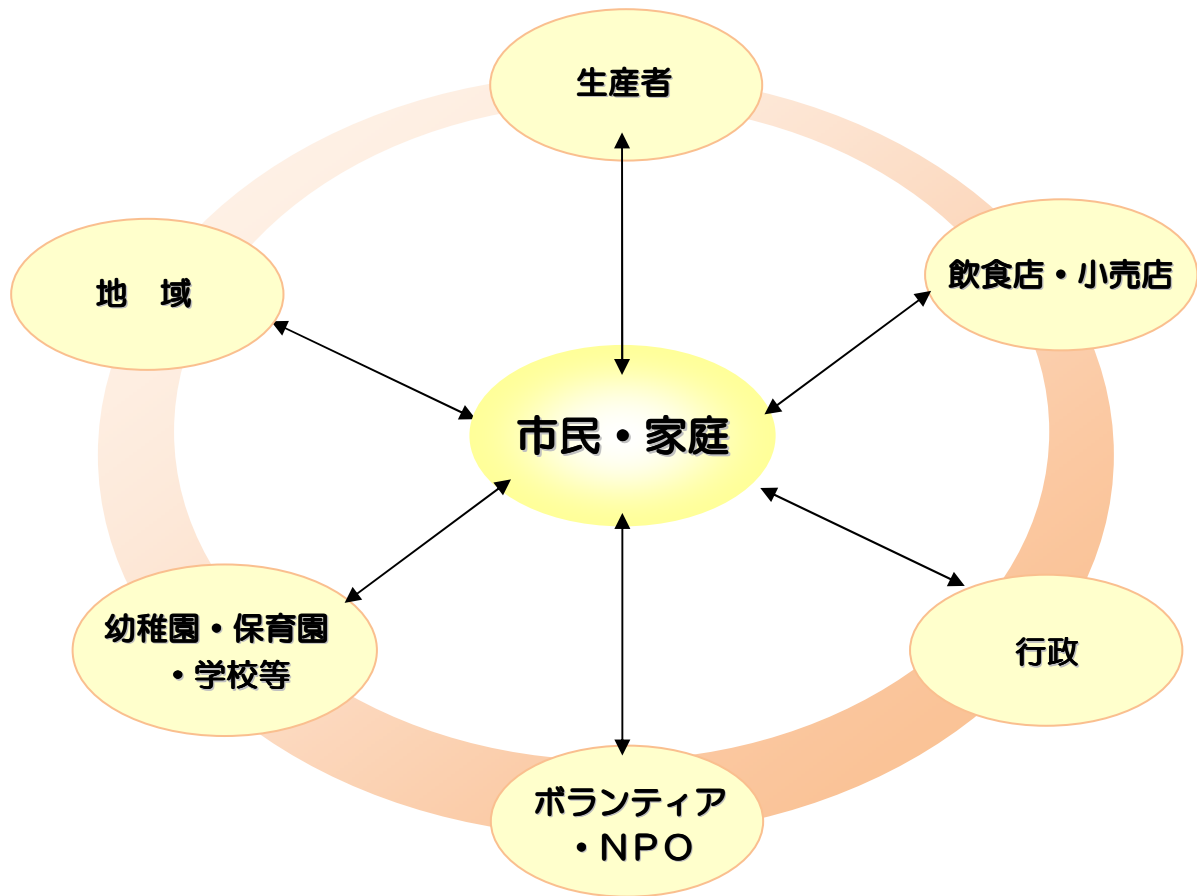 生産者
地　域
飲食店・小売店
市民・家庭
幼稚園・保育園
・学校等
行政
ボランティア
・ＮＰＯ